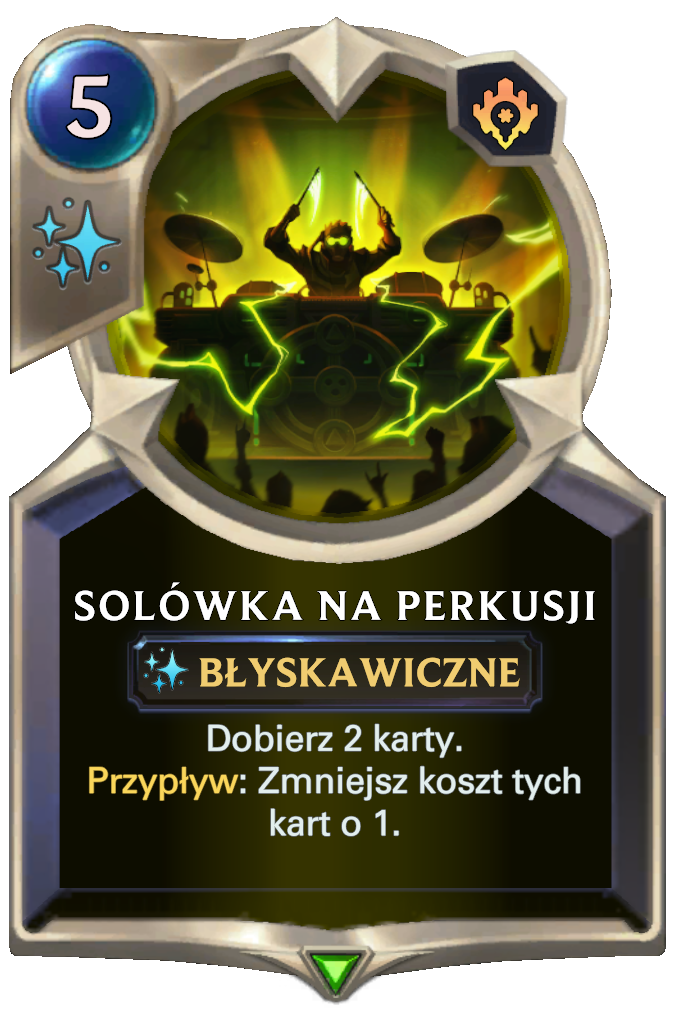 5
SOLÓWKA NA PERKUSJI
BŁYSKAWICZNE
Dobierz 2 karty.
Przypływ: Zmniejsz koszt tych
kart o 1.